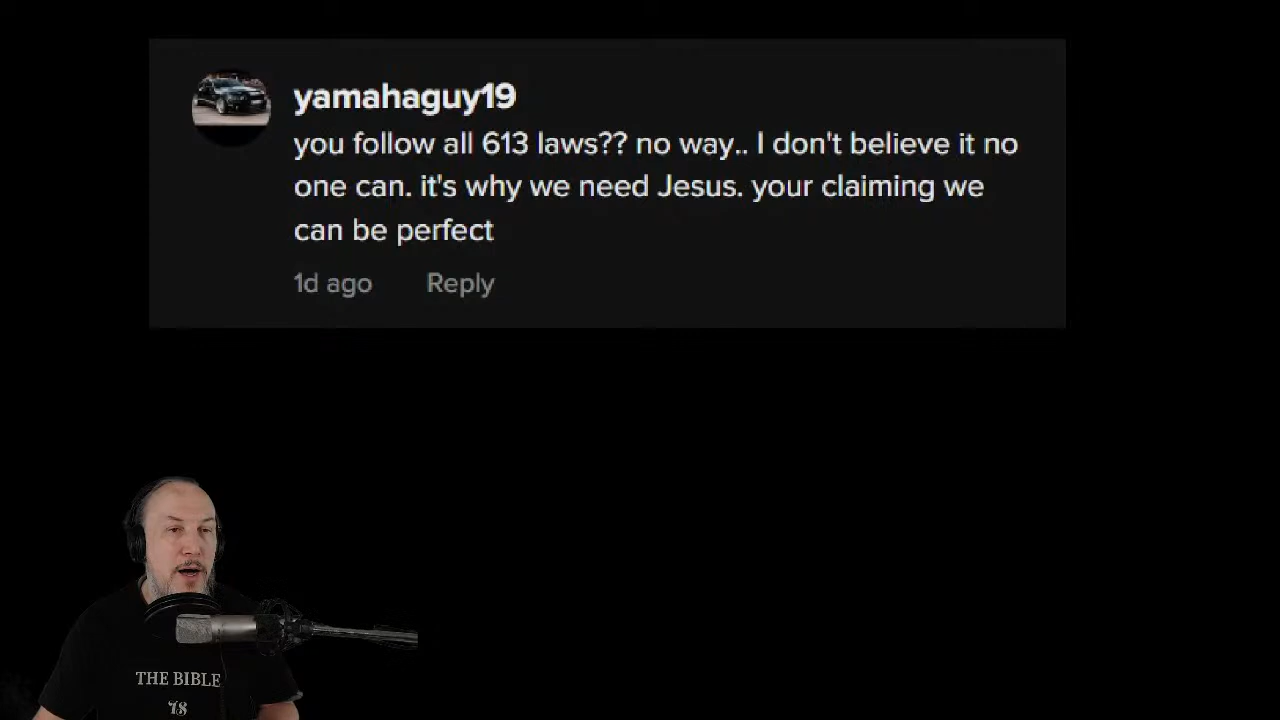 yamahaguy19
you follow all 613 laws?? no way.. I don't believe it no
one can. it's why we need Jesus. your claiming we
can be perfect
1d ago Reply
THE BIBLE